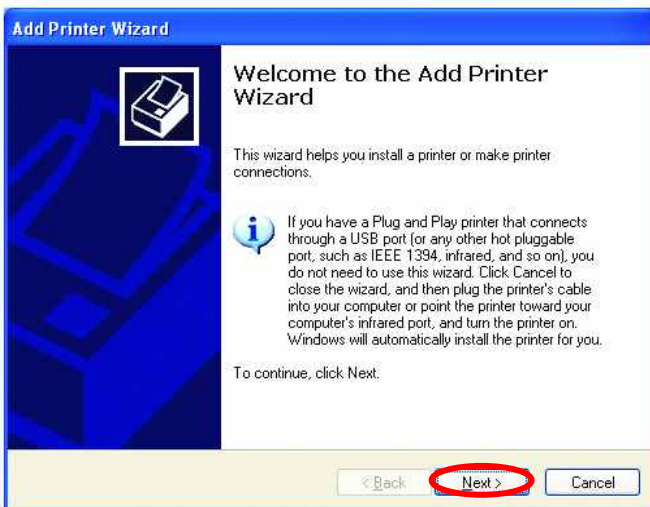 Add Printer Wizard
Welcome to the Add Printer
Wizard
This wizard helps you install a printer or make printer
connections.
If you have a Plug and Play printer that connects
through a USB port (or any other hot pluggable
port, such as IEEE 1394, infrared, and so on), you
do not need to use this wizard. Click Cancel to
close the wizard, and then plug the printer's cable
into your computer or point the printer toward your
computer's infrared port, and turn the printer on.
Windows will automatically install the printer for you.
To continue, click Next.
< Back Next > Cancel